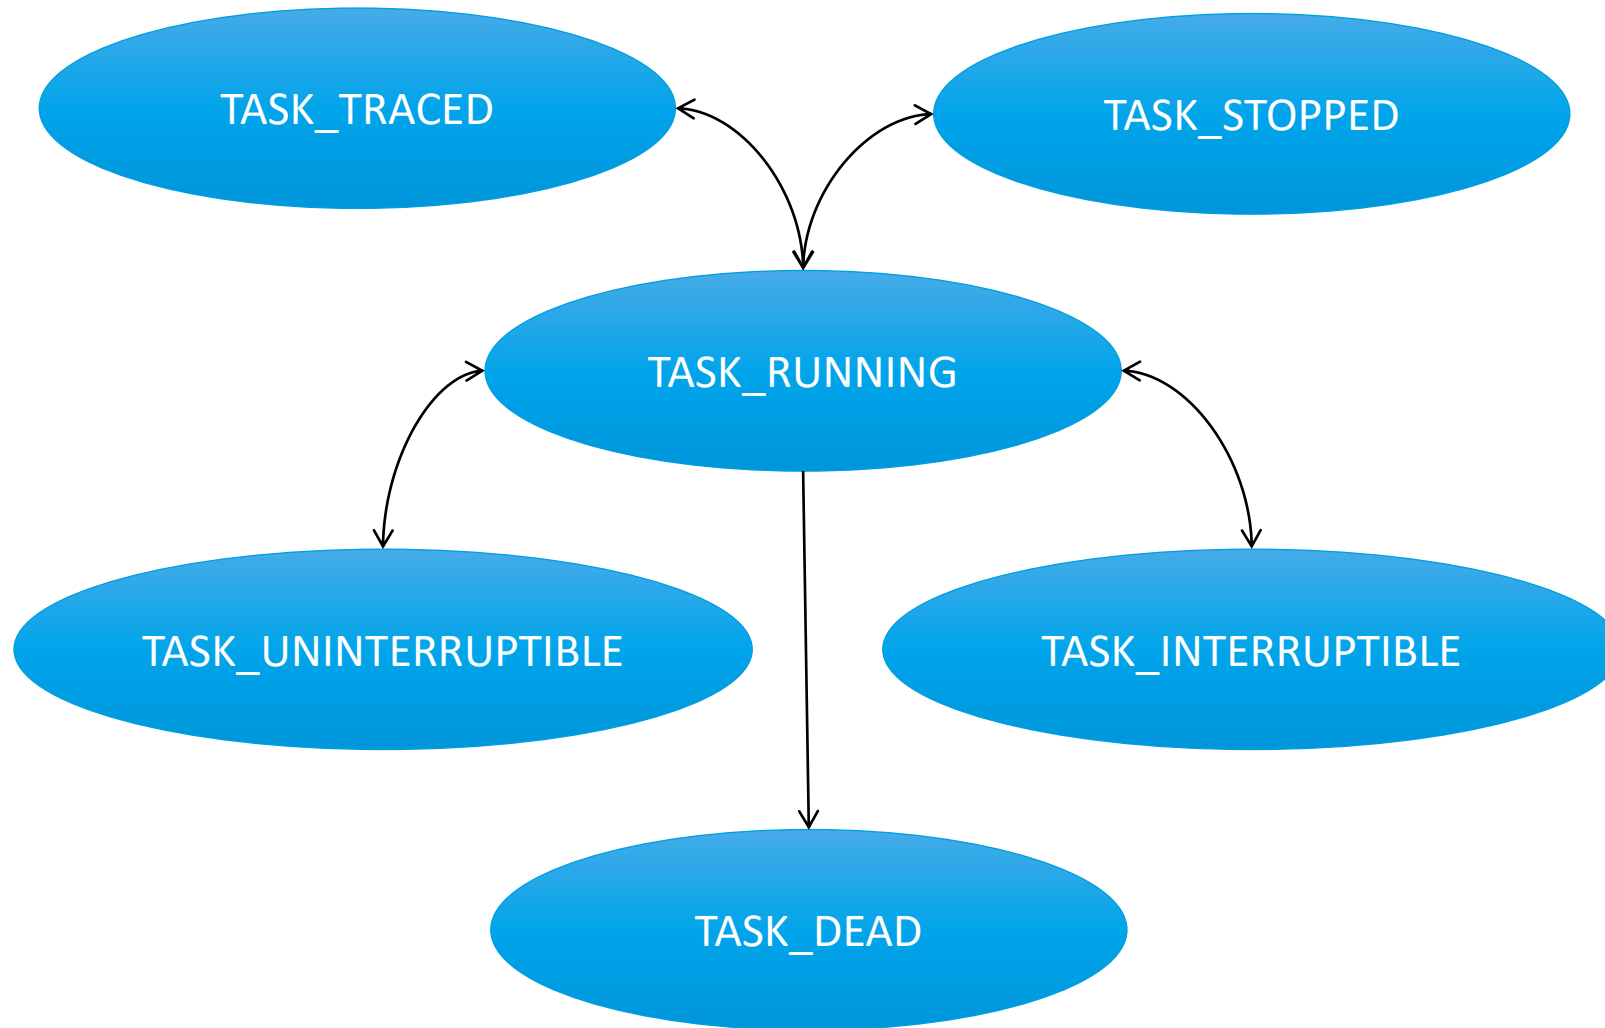 TASK_TRACED
TASK_STOPPED
TASK_RUNNING
TASK_UNINTERRUPTIBLE
TASK_INTERRUPTIBLE
TASK_DEAD